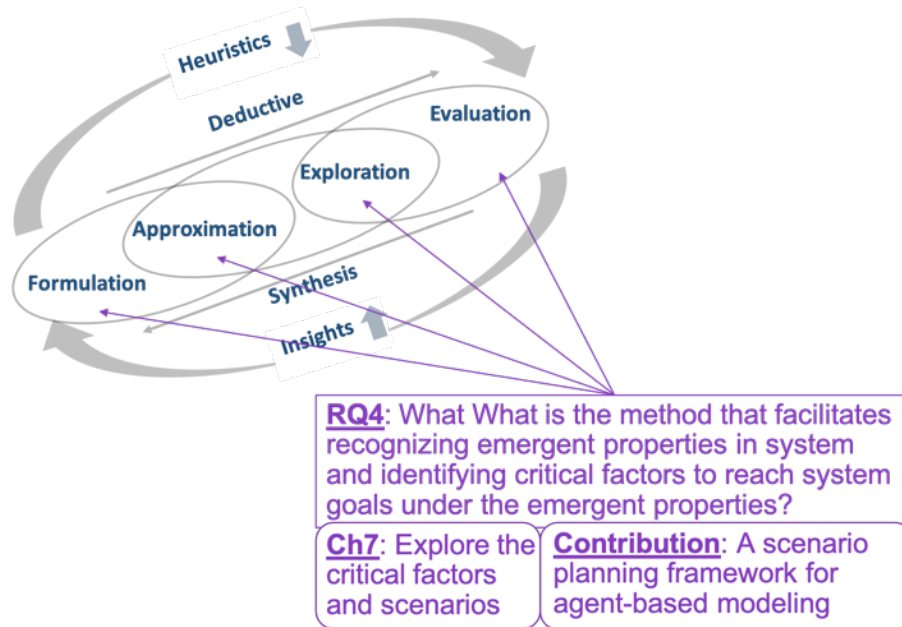 Heuristics
Deductive
Evaluation
Exploration
Approximation
Formulation
Synthesis
Insights
RQ4: What What is the method that facilitates
recognizing emergent properties in system
and identifying critical factors to reach system
goals under the emergent properties?
Ch7: Explore the
critical factors
and scenarios
Contribution: A scenario
planning framework for
agent-based modeling